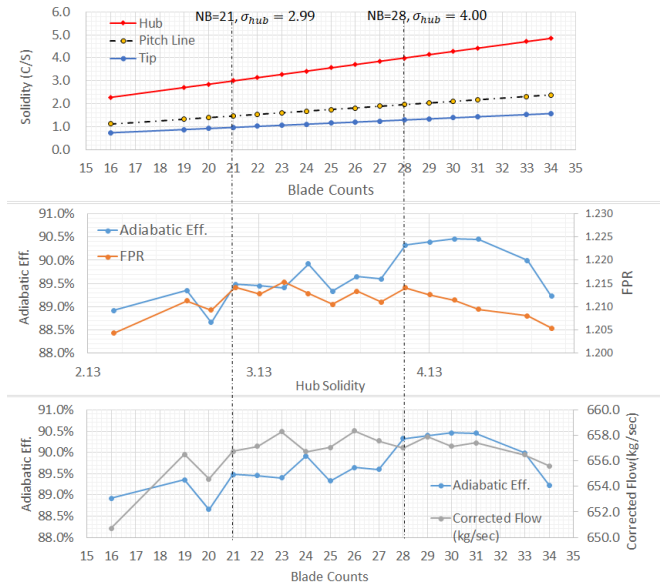 NB=21, σhub = 2.99 NB=28, σhub = 4.00
6.0
5.0
4.0
3.0
2.0
1.0
0.0
Solidity (C/S)
Hub
Pitch Line
Tip
15 16 17 18 19 20 21 22 23 24 25 26 27 28 29 30 31 32 33 34 35
Blade Counts
91.0%
90.5%
90.0%
89.5%
89.0%
88.5%
88.0%
Adiabatic Eff.
Adiabatic Eff.
FPR
1.230
1.225
1.220
1.215
1.210
1.205
1.200
FPR
2.13 3.13 4.13
Hub Solidity
91.0%
90.5%
90.0%
89.5%
89.0%
88.5%
88.0%
Adiabatic Eff.
Adiabatic Eff.
Corrected Flow
(kg/sec)
660.0
658.0
656.0
654.0
652.0
650.0
Corrected Flow(kg/sec)
15 16 17 18 19 20 21 22 23 24 25 26 27 28 29 30 31 32 33 34 35
Blade Counts